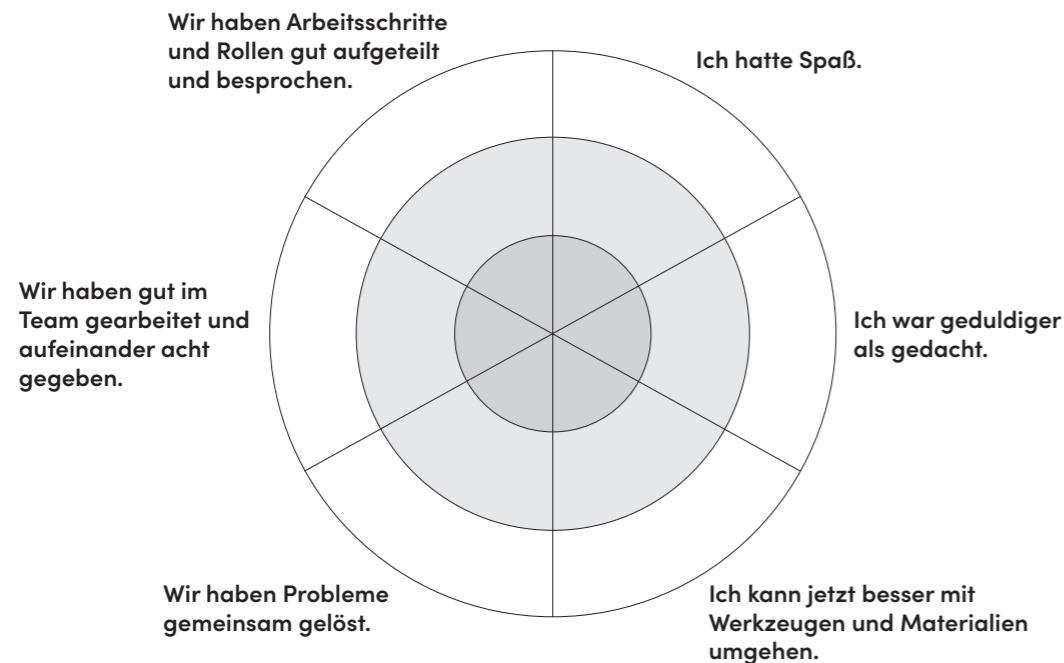 Wir haben Arbeitsschritte
und Rollen gut aufgeteilt
und besprochen.
Ich hatte Spaß.
Wir haben gut im
Team gearbeitet und
aufeinander acht
gegeben.
Ich war geduldiger
als gedacht.
Wir haben Probleme
gemeinsam gelöst.
Ich kann jetzt besser mit
Werkzeugen und Materialien
umgehen.